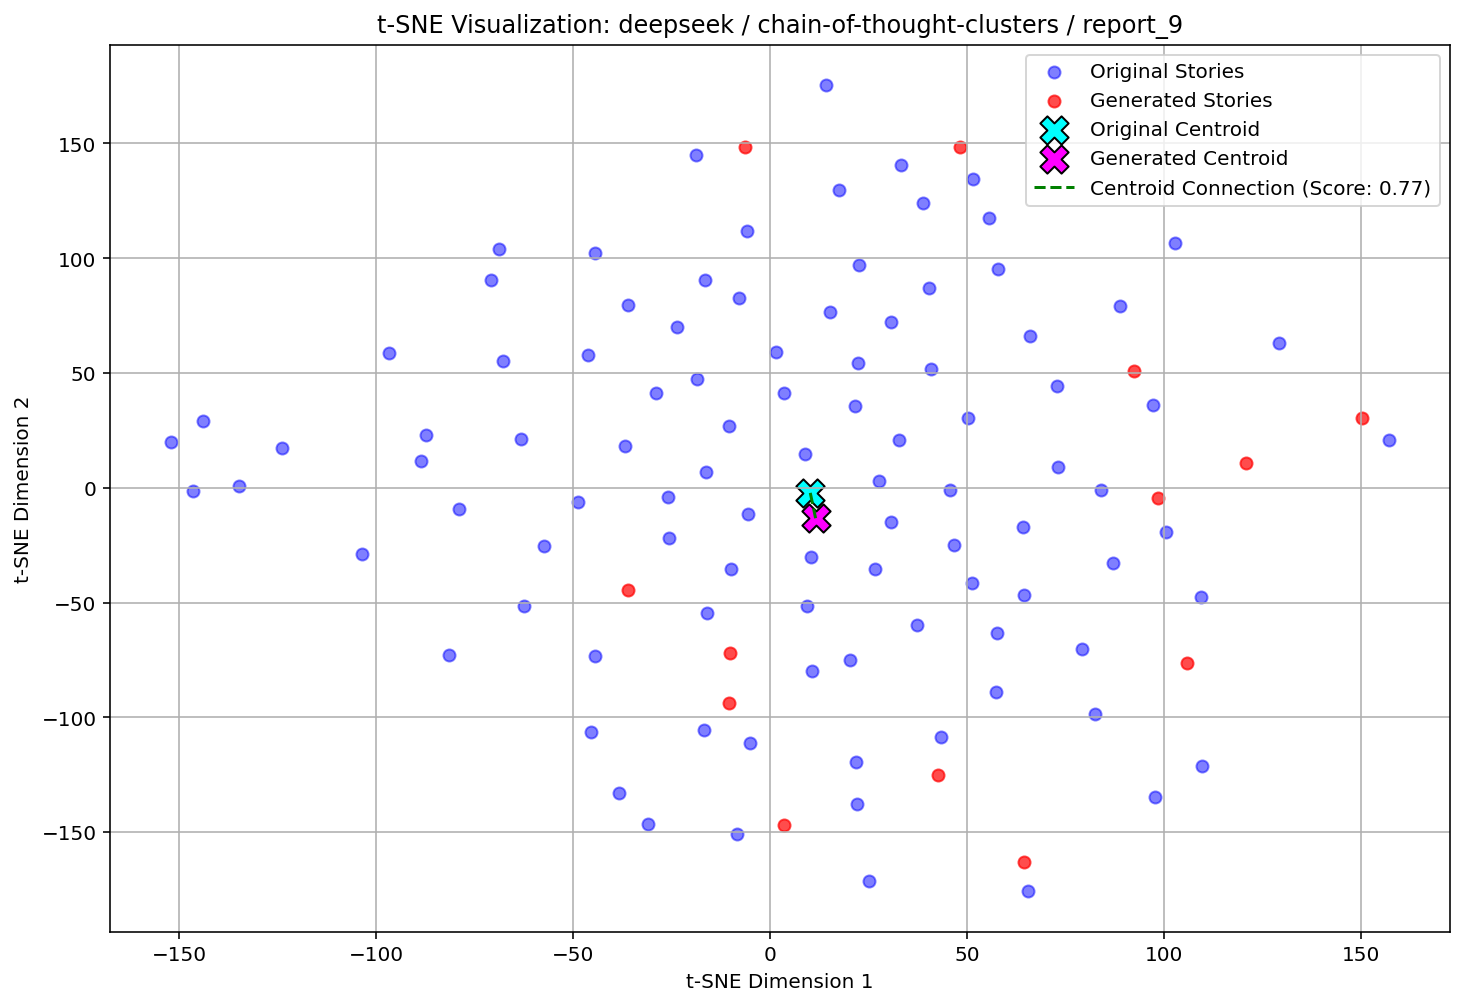 t-SNE Visualization: deepseek / chain-of-thought-clusters / report_9
Original Stories
Generated Stories
Original Centroid
Generated Centroid
Centroid Connection (Score: 0.77)
150
100
50
0
−50
−100
−150
t-SNE Dimension 2
−150
−100
−50
0
50
100
150
t-SNE Dimension 1